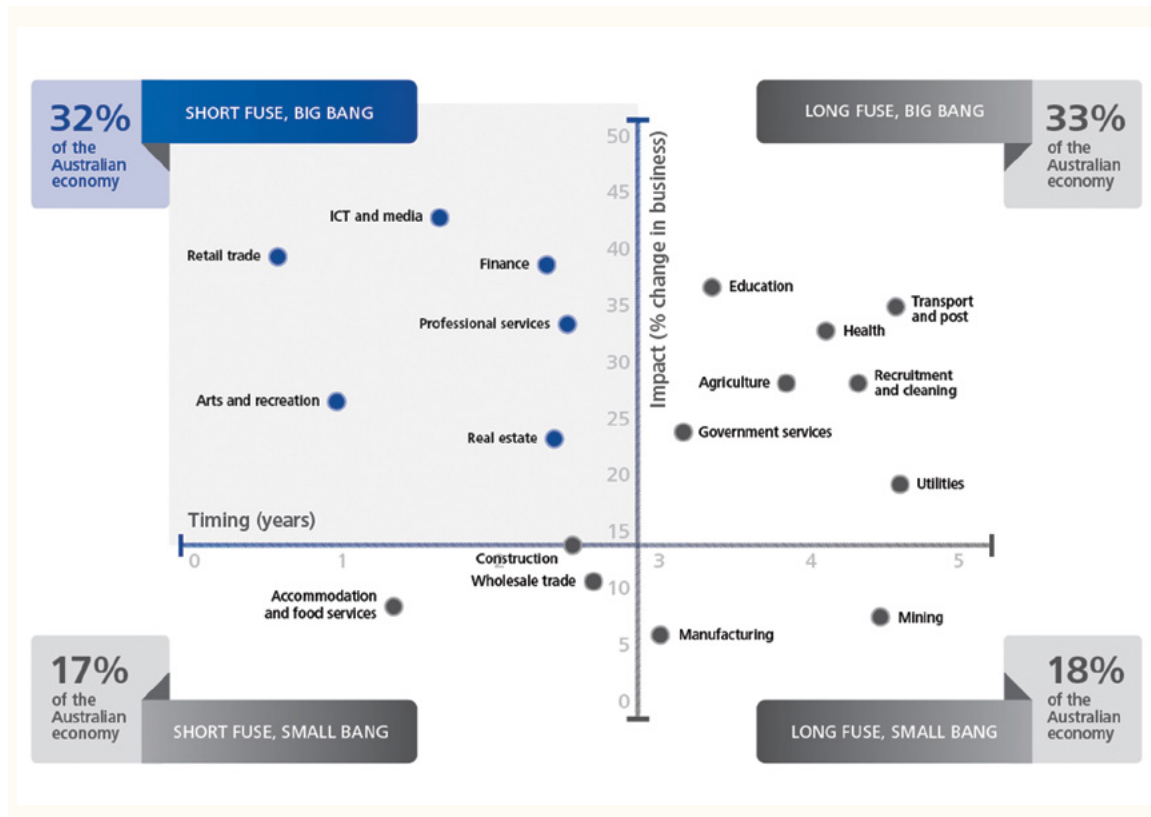 32%
of the
Australian
economy
SHORT FUSE, BIG BANG
LONG FUSE, BIG BANG
33%
of the
Australian
economy
50
45
40
35
30
25
20
15
10
5
0
Impact (% change in business)
ICT and media
Retail trade
Finance
Professional services
Arts and recreation
Real estate
Education
Transport
and post
Health
Agriculture
Recruitment
and cleaning
Government services
Utilities
Timing (years)
0
1
2
3
4
5
Construction
Wholesale trade
Accommodation
and food services
Manufacturing
Mining
17%
of the
Australian
economy
SHORT FUSE, SMALL BANG
LONG FUSE, SMALL BANG
18%
of the
Australian
economy